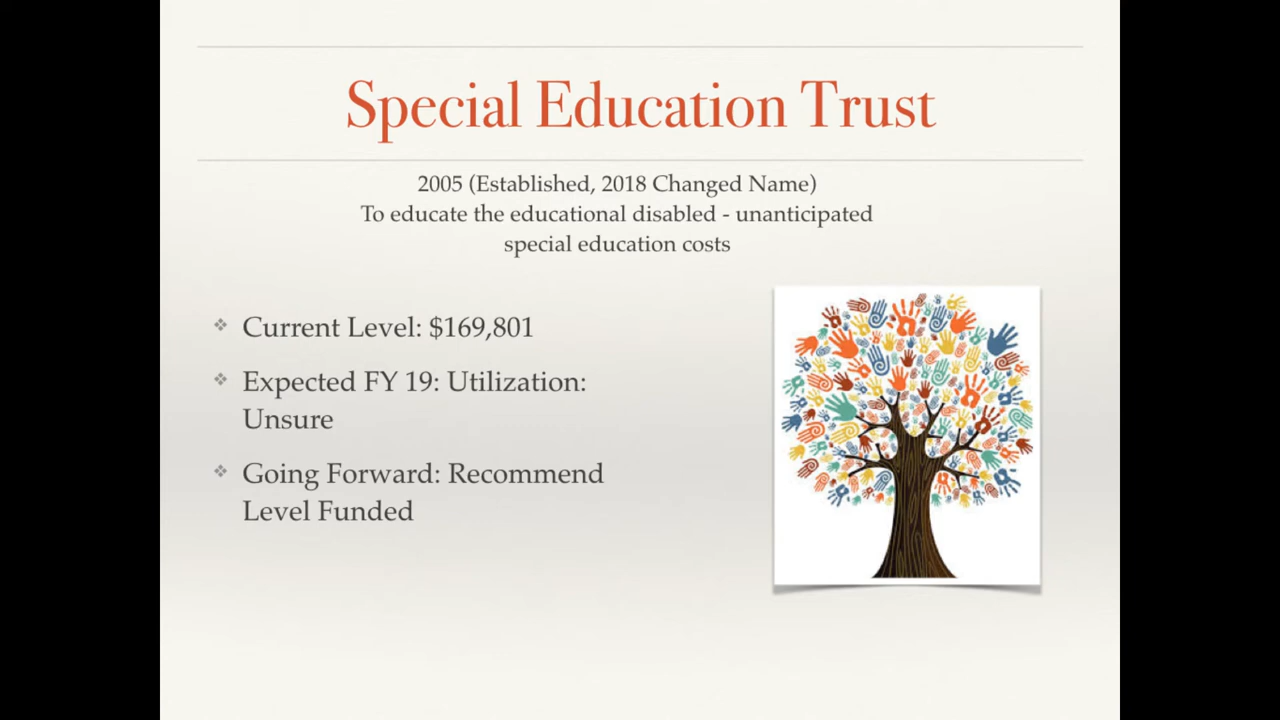 Special Education Trust
2005 (Established, 2018 Changed Name)
To educate the educational disabled - unanticipated
special education costs
Current Level: $169,801
Expected FY 19: Utilization:
Unsure
Going Forward: Recommend
Level Funded